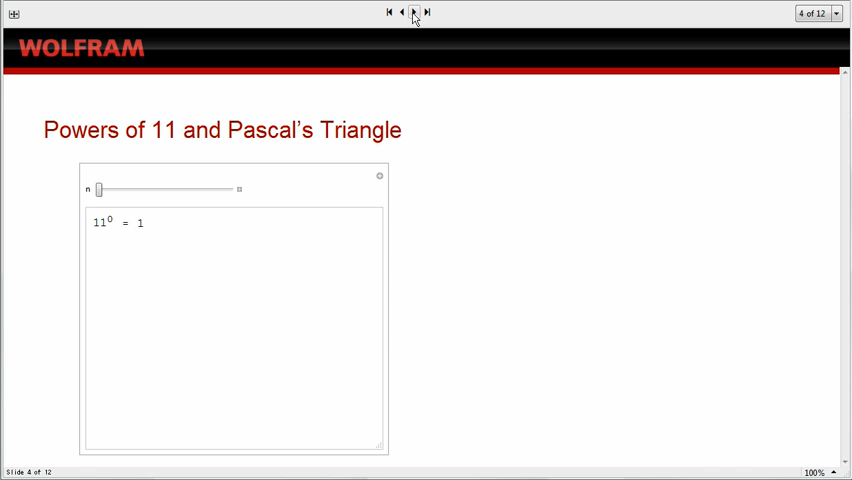 4 of 12
WOLFRAM
Powers of 11 and Pascal's Triangle
n
11⁰ = 1
Slide 4 of 12
100%